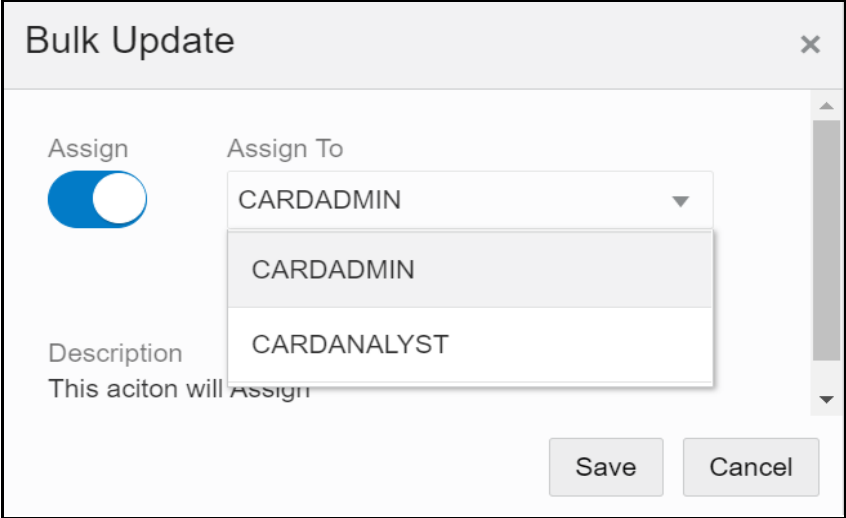 Bulk Update
Assign
Assign To
CARDADMIN
CARDADMIN
CARDANALYST
Description
This aciton will Assign
Save
Cancel